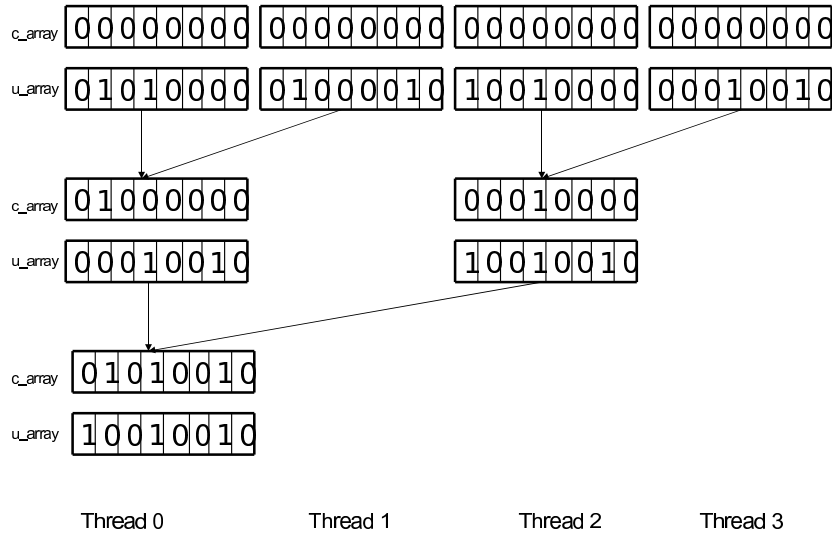 c_array 00000000 00000000 00000000 00000000
u_array 01010000 01000010 10010000 00010010
c_array 01000000 00010000
u_array 00010010 10010010
c_array 01010010
u_array 10010010
Thread 0 Thread 1 Thread 2 Thread 3